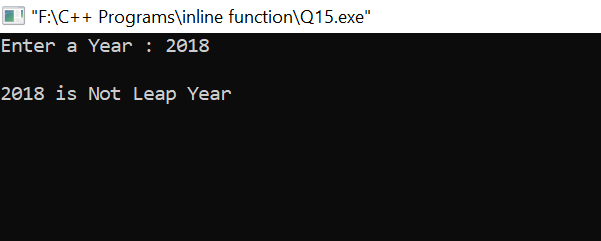 "F:\C++ Programs\inline function\Q15.exe"
Enter a Year : 2018
2018 is Not Leap Year